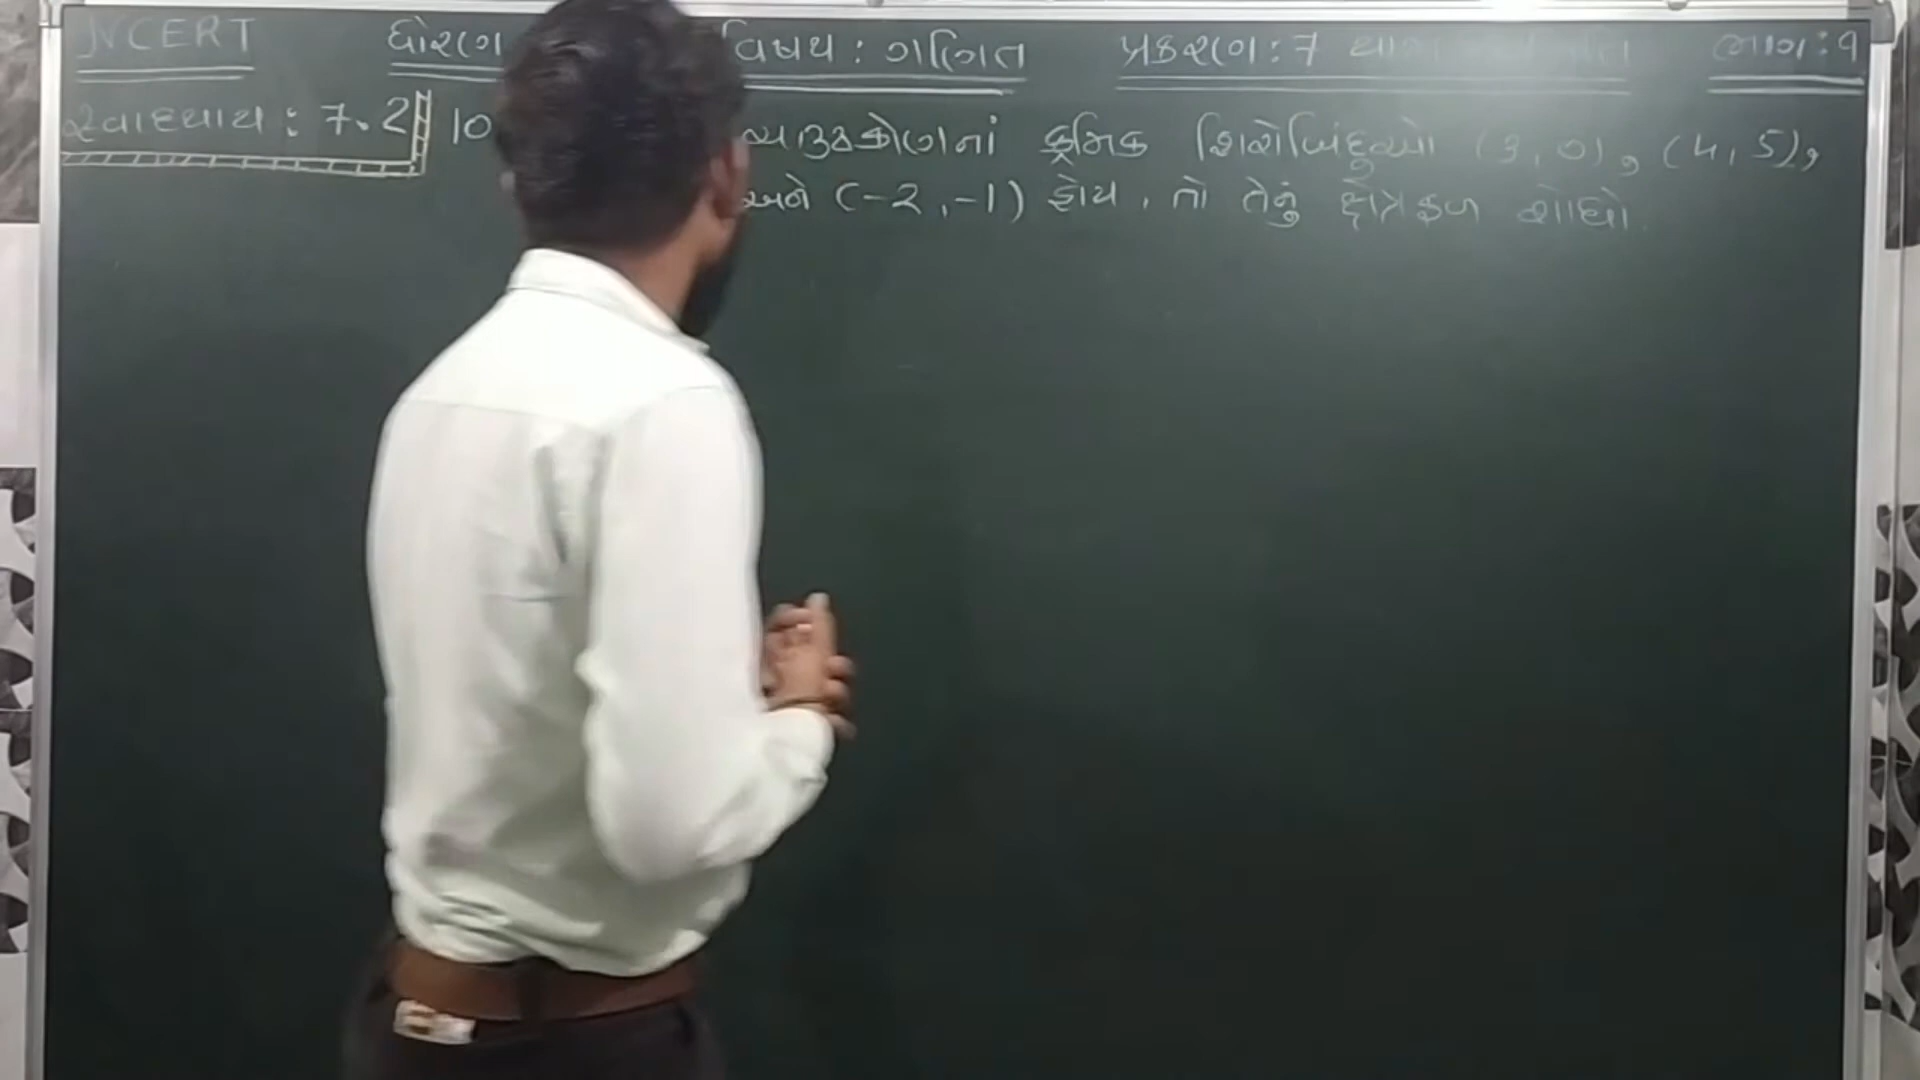 NCERT ધોરણ વિષય : ગણિત પ્રકરણ : 7 ભાગ : 9
સ્વાધ્યાય : 7.2 10 ચતુષ્કોણનાં ક્રમિક શિરોબિંદુઓ (3, 0), (4, 5),
અને (-2, -1) હોય, તો તેનું ક્ષેત્રફળ શોધો.